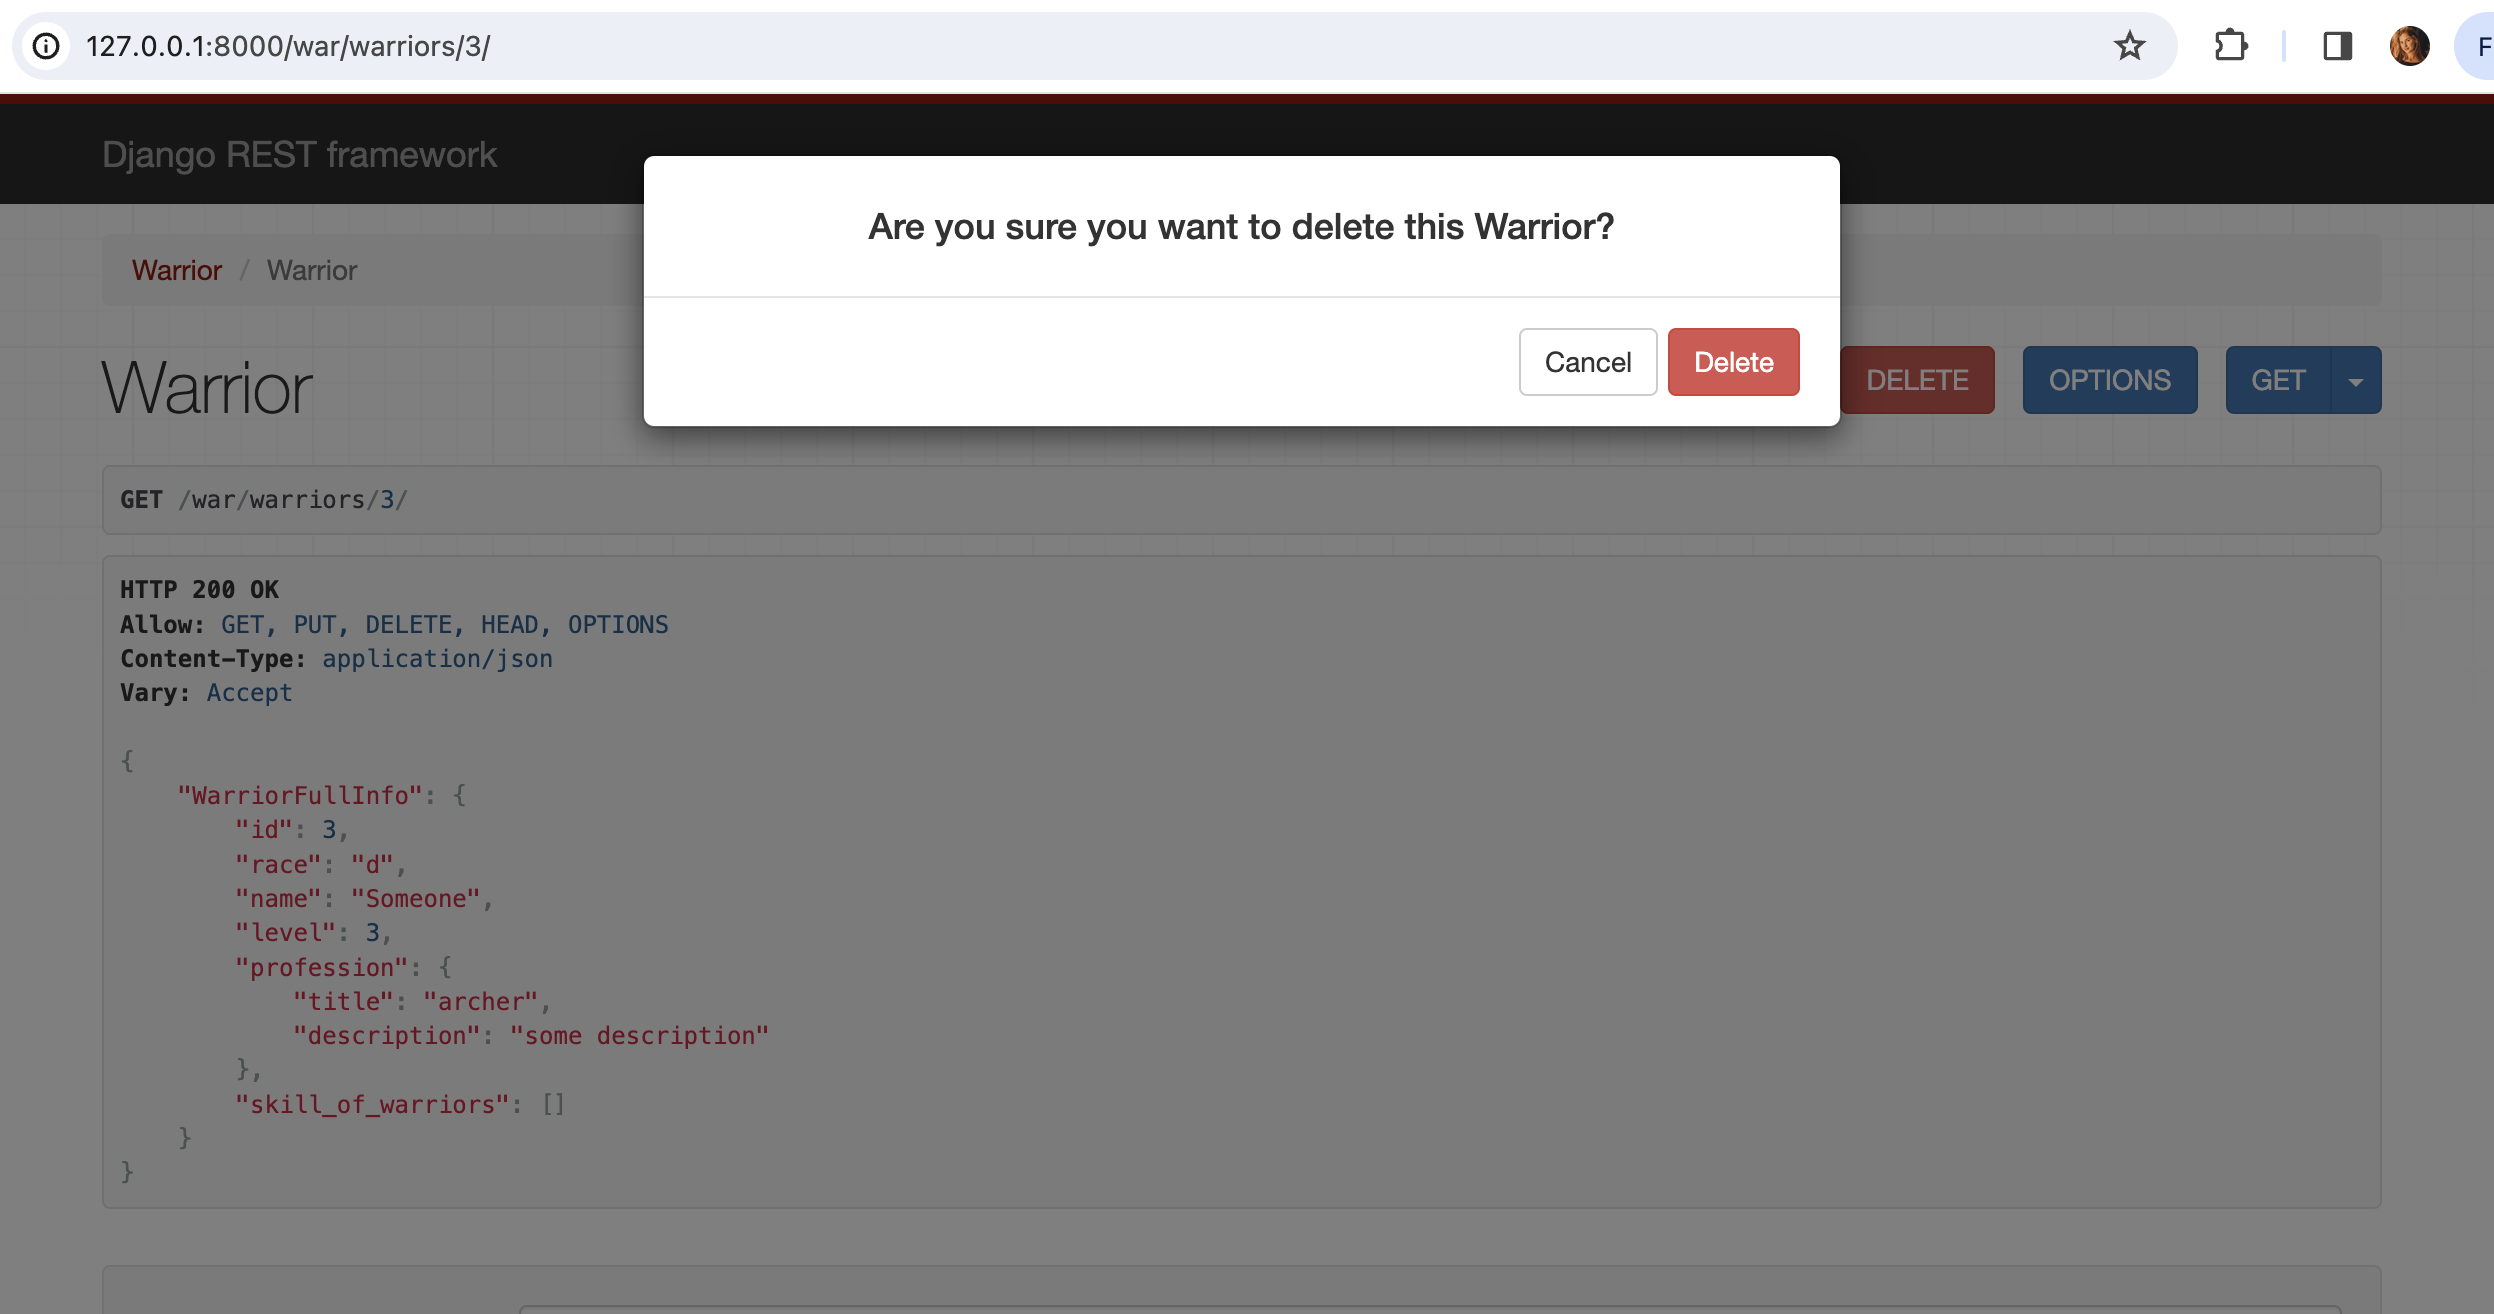 127.0.0.1:8000/war/warriors/3/
F
Django REST framework
Are you sure you want to delete this Warrior?
Cancel
Delete
Warrior / Warrior
Warrior
DELETE
OPTIONS
GET
GET /war/warriors/3/
HTTP 200 OK
Allow: GET, PUT, DELETE, HEAD, OPTIONS
Content-Type: application/json
Vary: Accept
{
"WarriorFullInfo": {
"id": 3,
"race": "d",
"name": "Someone",
"level": 3,
"profession": {
"title": "archer",
"description": "some description"
},
"skill_of_warriors": []
}
}